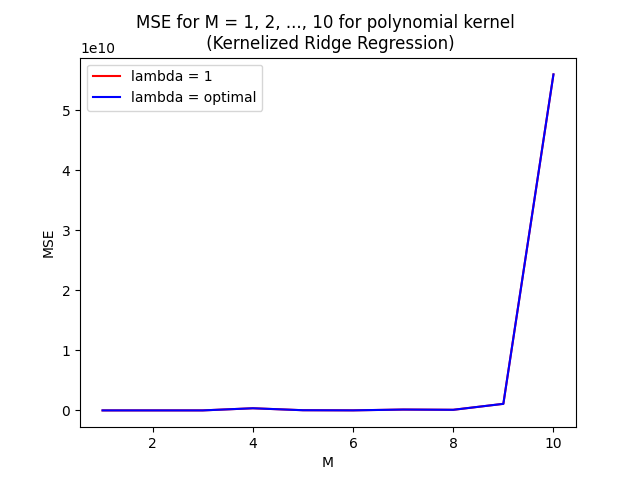 MSE for M = 1, 2, ..., 10 for polynomial kernel
(Kernelized Ridge Regression)
1e10
lambda = 1
lambda = optimal
5
4
3
2
1
0
MSE
2 4 6 8 10
M